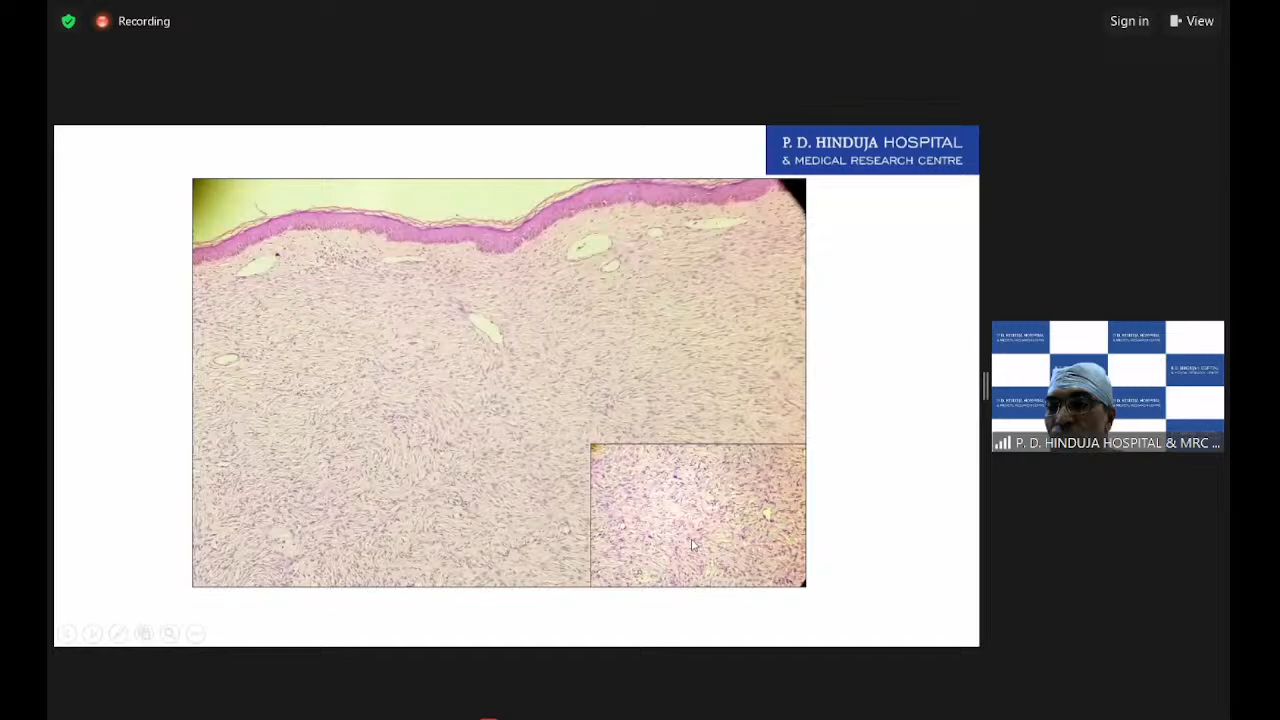 Recording
Sign in
View
P. D. HINDUJA HOSPITAL
& MEDICAL RESEARCH CENTRE
P. D. HINDUJA HOSPITAL & MRC ...